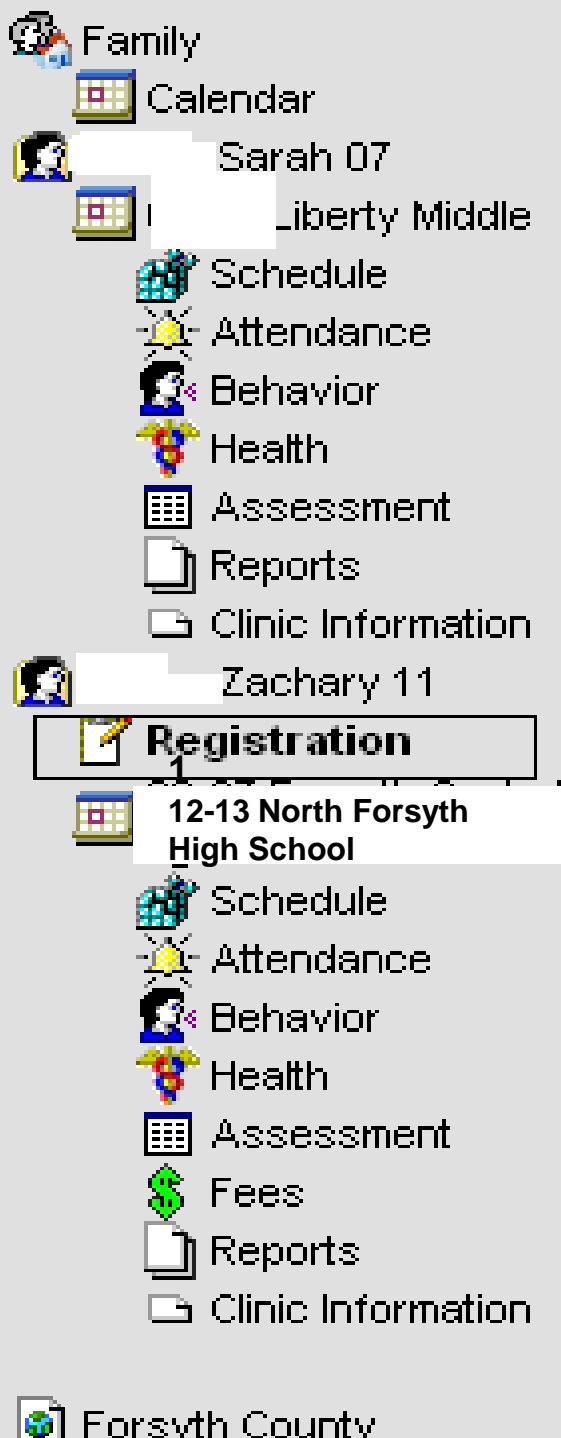 Family
Calendar
Sarah 07
Liberty Middle
Schedule
Attendance
Behavior
Health
Assessment
Reports
Clinic Information
Zachary 11
Registration
1
12-13 North Forsyth
High School
Schedule
Attendance
Behavior
Health
Assessment
Fees
Reports
Clinic Information
Forsyth County